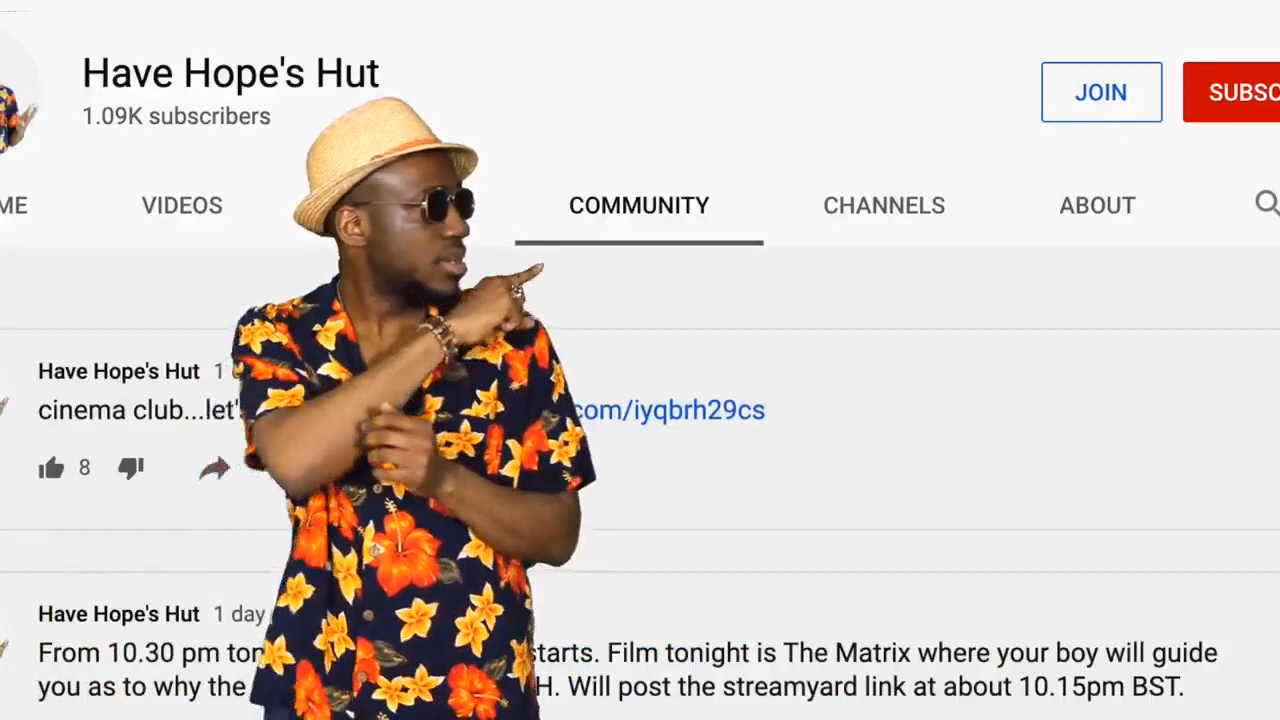 Have Hope's Hut
1.09K subscribers
JOIN
SUBSC
ME
VIDEOS
COMMUNITY
CHANNELS
ABOUT
Have Hope's Hut 1
cinema club...let' com/iyqbrh29cs
8
Have Hope's Hut 1 day
From 10.30 pm ton starts. Film tonight is The Matrix where your boy will guide
you as to why the H. Will post the streamyard link at about 10.15pm BST.